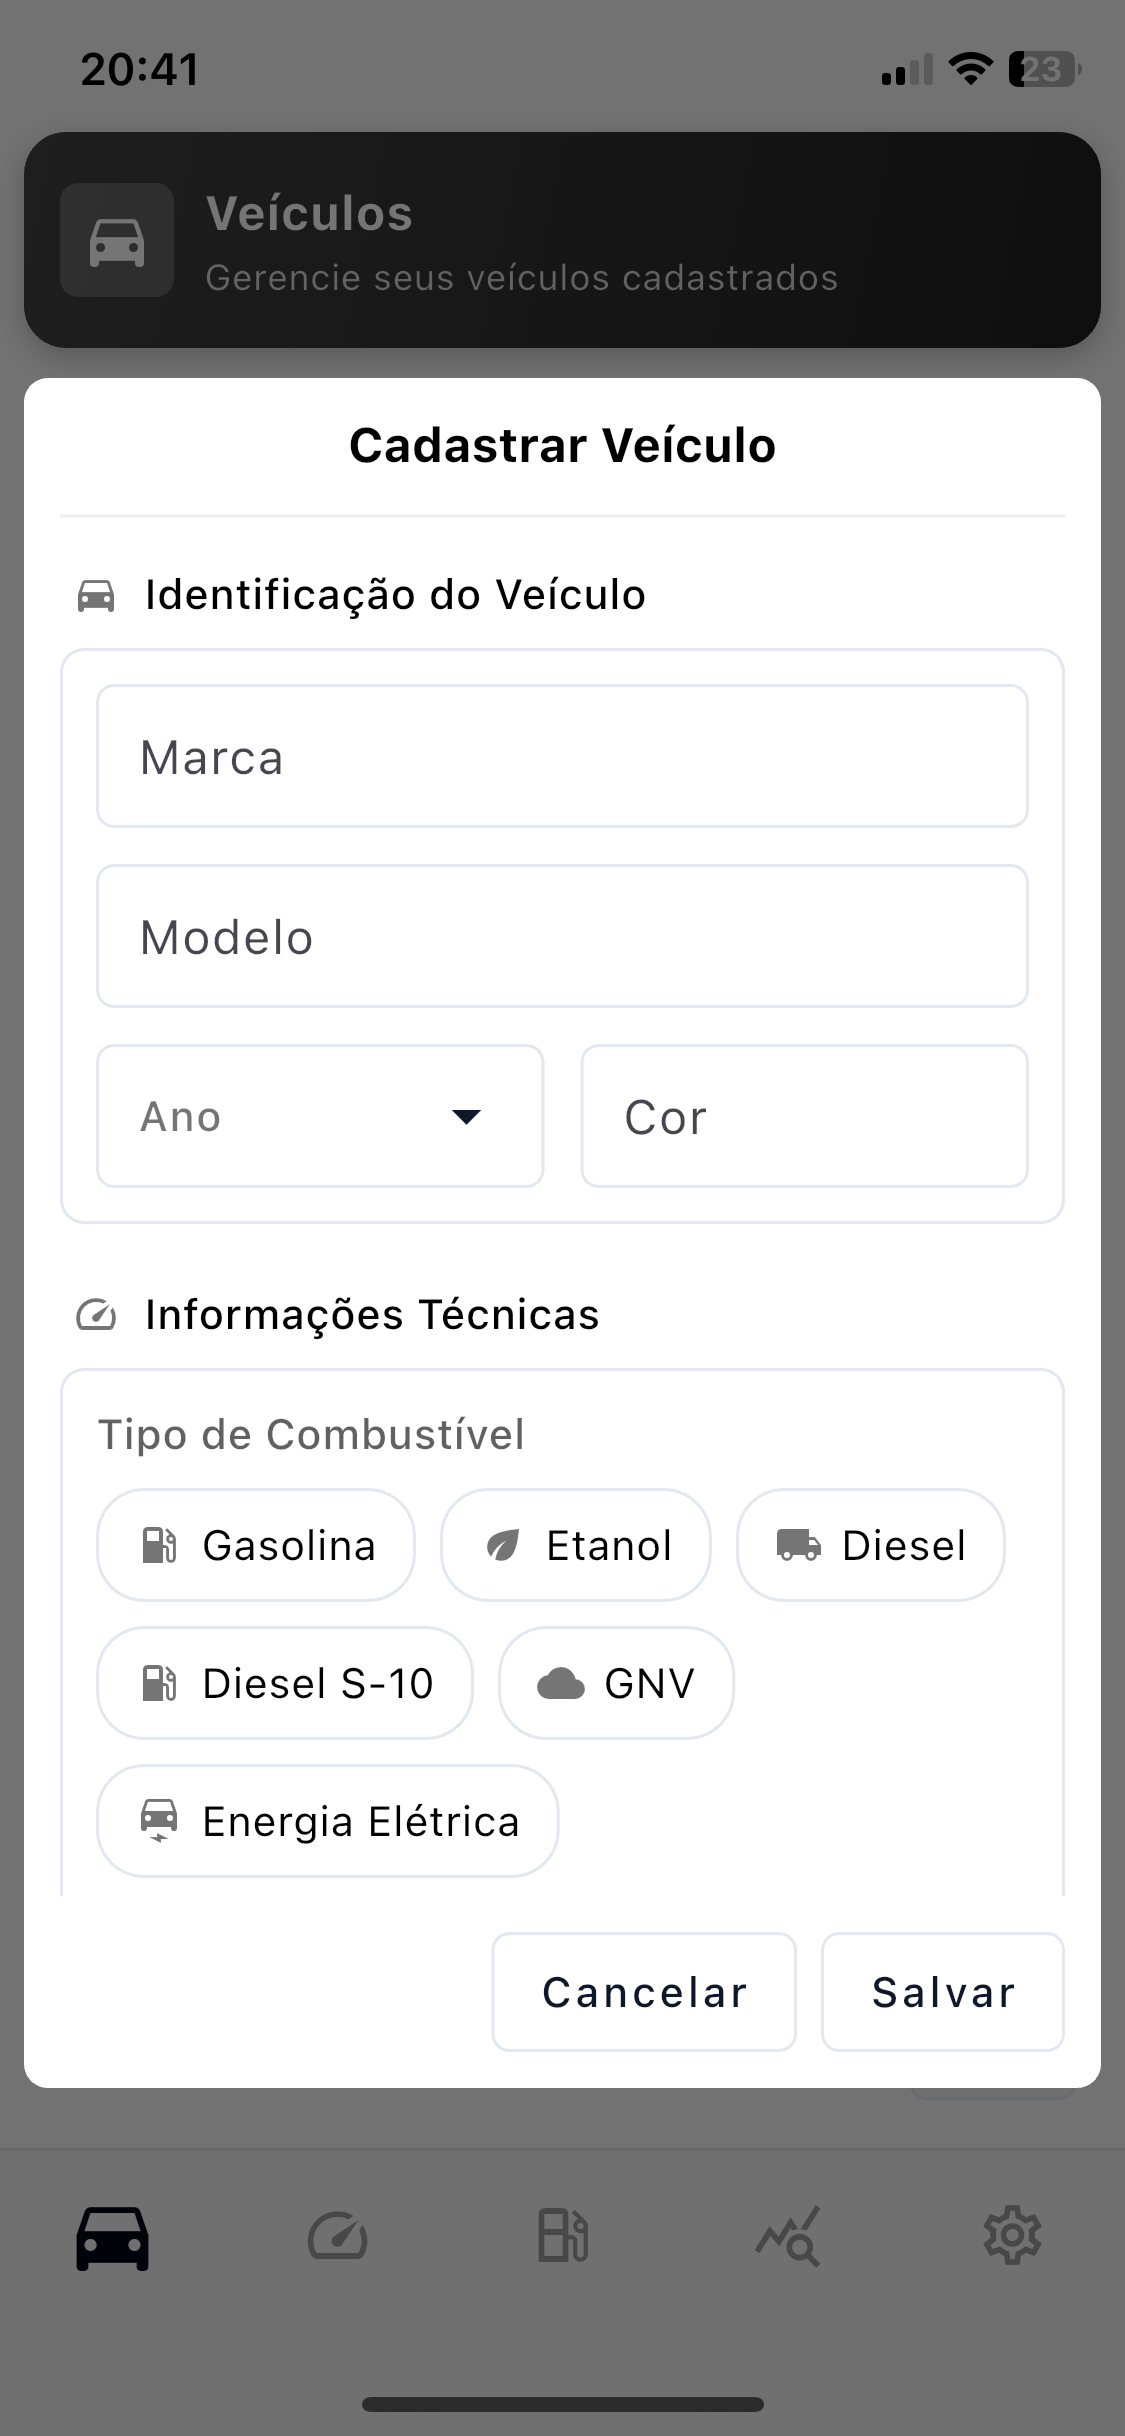 20:41
23
Veículos
Gerencie seus veículos cadastrados
Cadastrar Veículo
Identificação do Veículo
Marca
Modelo
Ano
Cor
Informações Técnicas
Tipo de Combustível
Gasolina
Etanol
Diesel
Diesel S-10
GNV
Energia Elétrica
Cancelar
Salvar